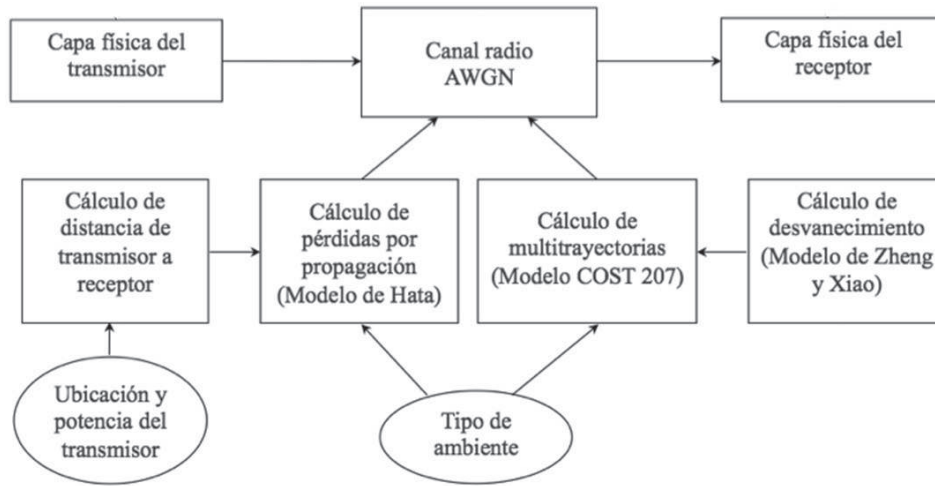 Capa física del
transmisor
Canal radio
AWGN
Capa física del
receptor
Cálculo de
distancia de
transmisor a
receptor
Cálculo de
pérdidas por
propagación
(Modelo de Hata)
Cálculo de
multitrayectorias
(Modelo COST 207)
Cálculo de
desvanecimiento
(Modelo de Zheng
y Xiao)
Ubicación y
potencia del
transmisor
Tipo de
ambiente